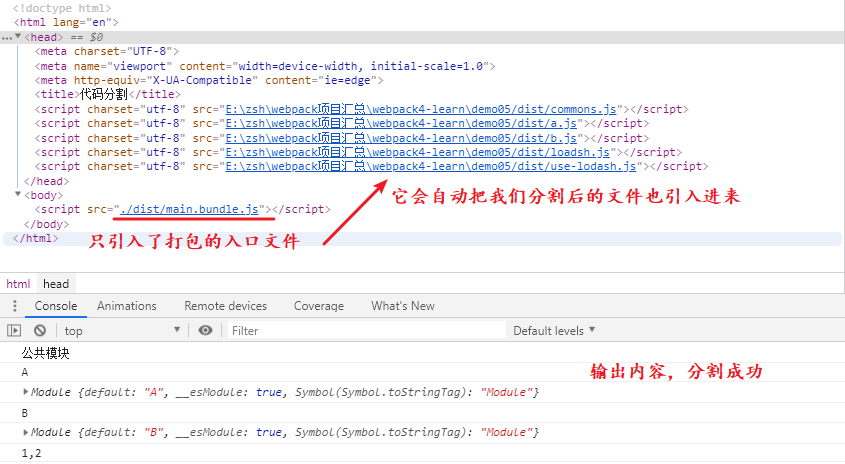 <!doctype html>
<html lang="en">
…▼<head> == $0
<meta charset="UTF-8">
<meta name="viewport" content="width=device-width, initial-scale=1.0">
<meta http-equiv="X-UA-Compatible" content="ie=edge">
<title>代码分割</title>
<script charset="utf-8" src="E:\zsh\webpack项目汇总\webpack4-learn\demo05/dist/commons.js"></script>
<script charset="utf-8" src="E:\zsh\webpack项目汇总\webpack4-learn\demo05/dist/a.js"></script>
<script charset="utf-8" src="E:\zsh\webpack项目汇总\webpack4-learn\demo05/dist/b.js"></script>
<script charset="utf-8" src="E:\zsh\webpack项目汇总\webpack4-learn\demo05/dist/loadsh.js"></script>
<script charset="utf-8" src="E:\zsh\webpack项目汇总\webpack4-learn\demo05/dist/use-lodash.js"></script>
</head>
▼<body>
它会自动把我们分割后的文件也引入进来
<script src="./dist/main.bundle.js"></script>
</body>
只引入了打包的入口文件
</html>
html head
Console Animations Remote devices Coverage What's New
top ▼ Filter Default levels ▼
公共模块
A
输出内容，分割成功
▶Module {default: "A", __esModule: true, Symbol(Symbol.toStringTag): "Module"}
B
▶Module {default: "B", __esModule: true, Symbol(Symbol.toStringTag): "Module"}
1,2